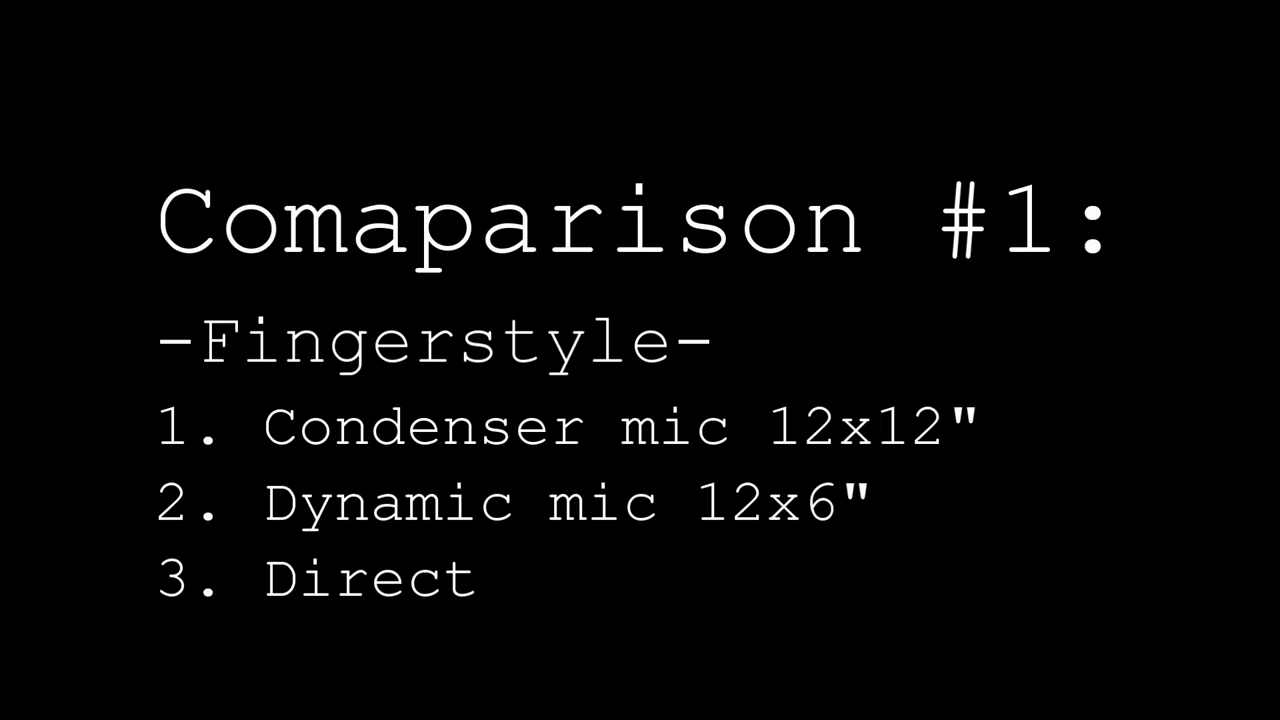 Comaparison #1:
-Fingerstyle-
1. Condenser mic 12x12"
2. Dynamic mic 12x6"
3. Direct